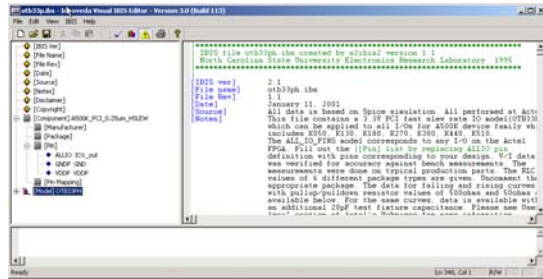 otb33p.ibs - Innoveda Visual IBIS Editor - Version 3.0 (Build 113)
File Edit View IBIS Help
[IBIS Ver]
[File Name]
[File Rev]
[Date]
[Source]
[Notes]
[Disclaimer]
[Copyright]
[Component] A500K_PCI_0.25um_HSLEW
[Manufacturer]
[Package]
[Pin]
ALLIO IO1_out
GNDP GND
VDDP VDDP
[Pin Mapping]
[Model] OTB33PH
IBIS file otb33ph.ibs created by s2ibis2 version 1.1
North Carolina State University Electronics Research Laboratory 1995
[IBIS ver] 2.1
[File name] otb33ph.ibs
[File Rev] 1.1
[Date] January 11, 2001
[Source] All data is based on Spice simulation. All performed at Acte
[Notes] This file contains a 3.3V PCI fast slew rate IO model(OTB33
which can be applied to all I/Os for A500K device family wh
includes K050, K130, K180, K270, K380, K440, K510.
The ALL_IO_PINS model corresponds to any I/O on the Actel
FPGA. Fill out the [[Pin] list by replacing ALLIO pin
definition with pins corresponding to your design. V/I data
was verified for accuracy against bench measurements. The
measurements were done on typical production parts. The RLC
values of 6 different package types are given. Uncomment the
appropriate package. The data for falling and rising curves
with pullup/pulldown resistor values of 500ohms and 50ohms
available below. For the same curves, data is available wit
an additional 20pF test fixture capacitance. Please see
Ready
Ln 340, Col 1 R/W